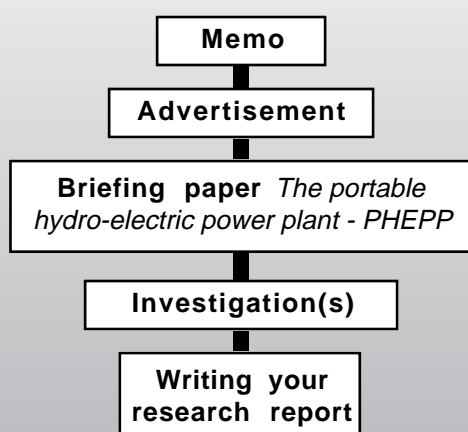 Memo
Advertisement
Briefing paper The portable
hydro-electric power plant - PHEPP
Investigation(s)
Writing your
research report